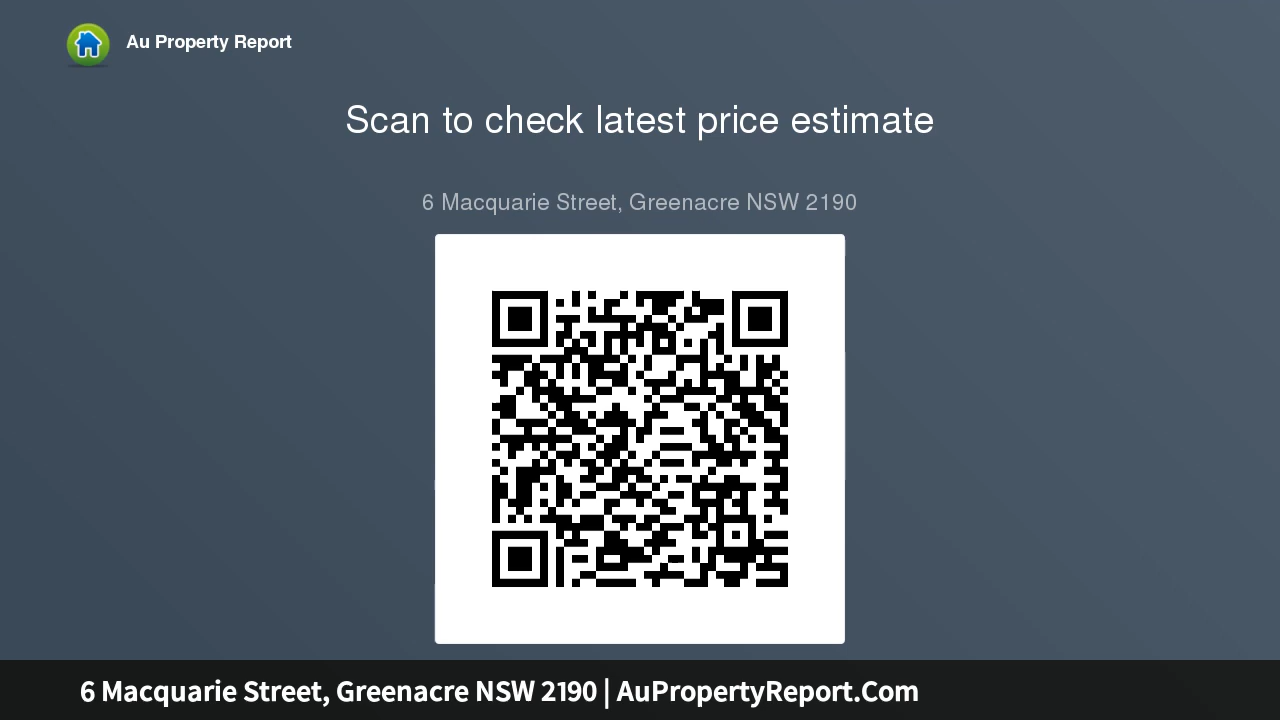 Au Property Report
Scan to check latest price estimate
6 Macquarie Street, Greenacre NSW 2190
6 Macquarie Street, Greenacre NSW 2190 | AuPropertyReport.Com